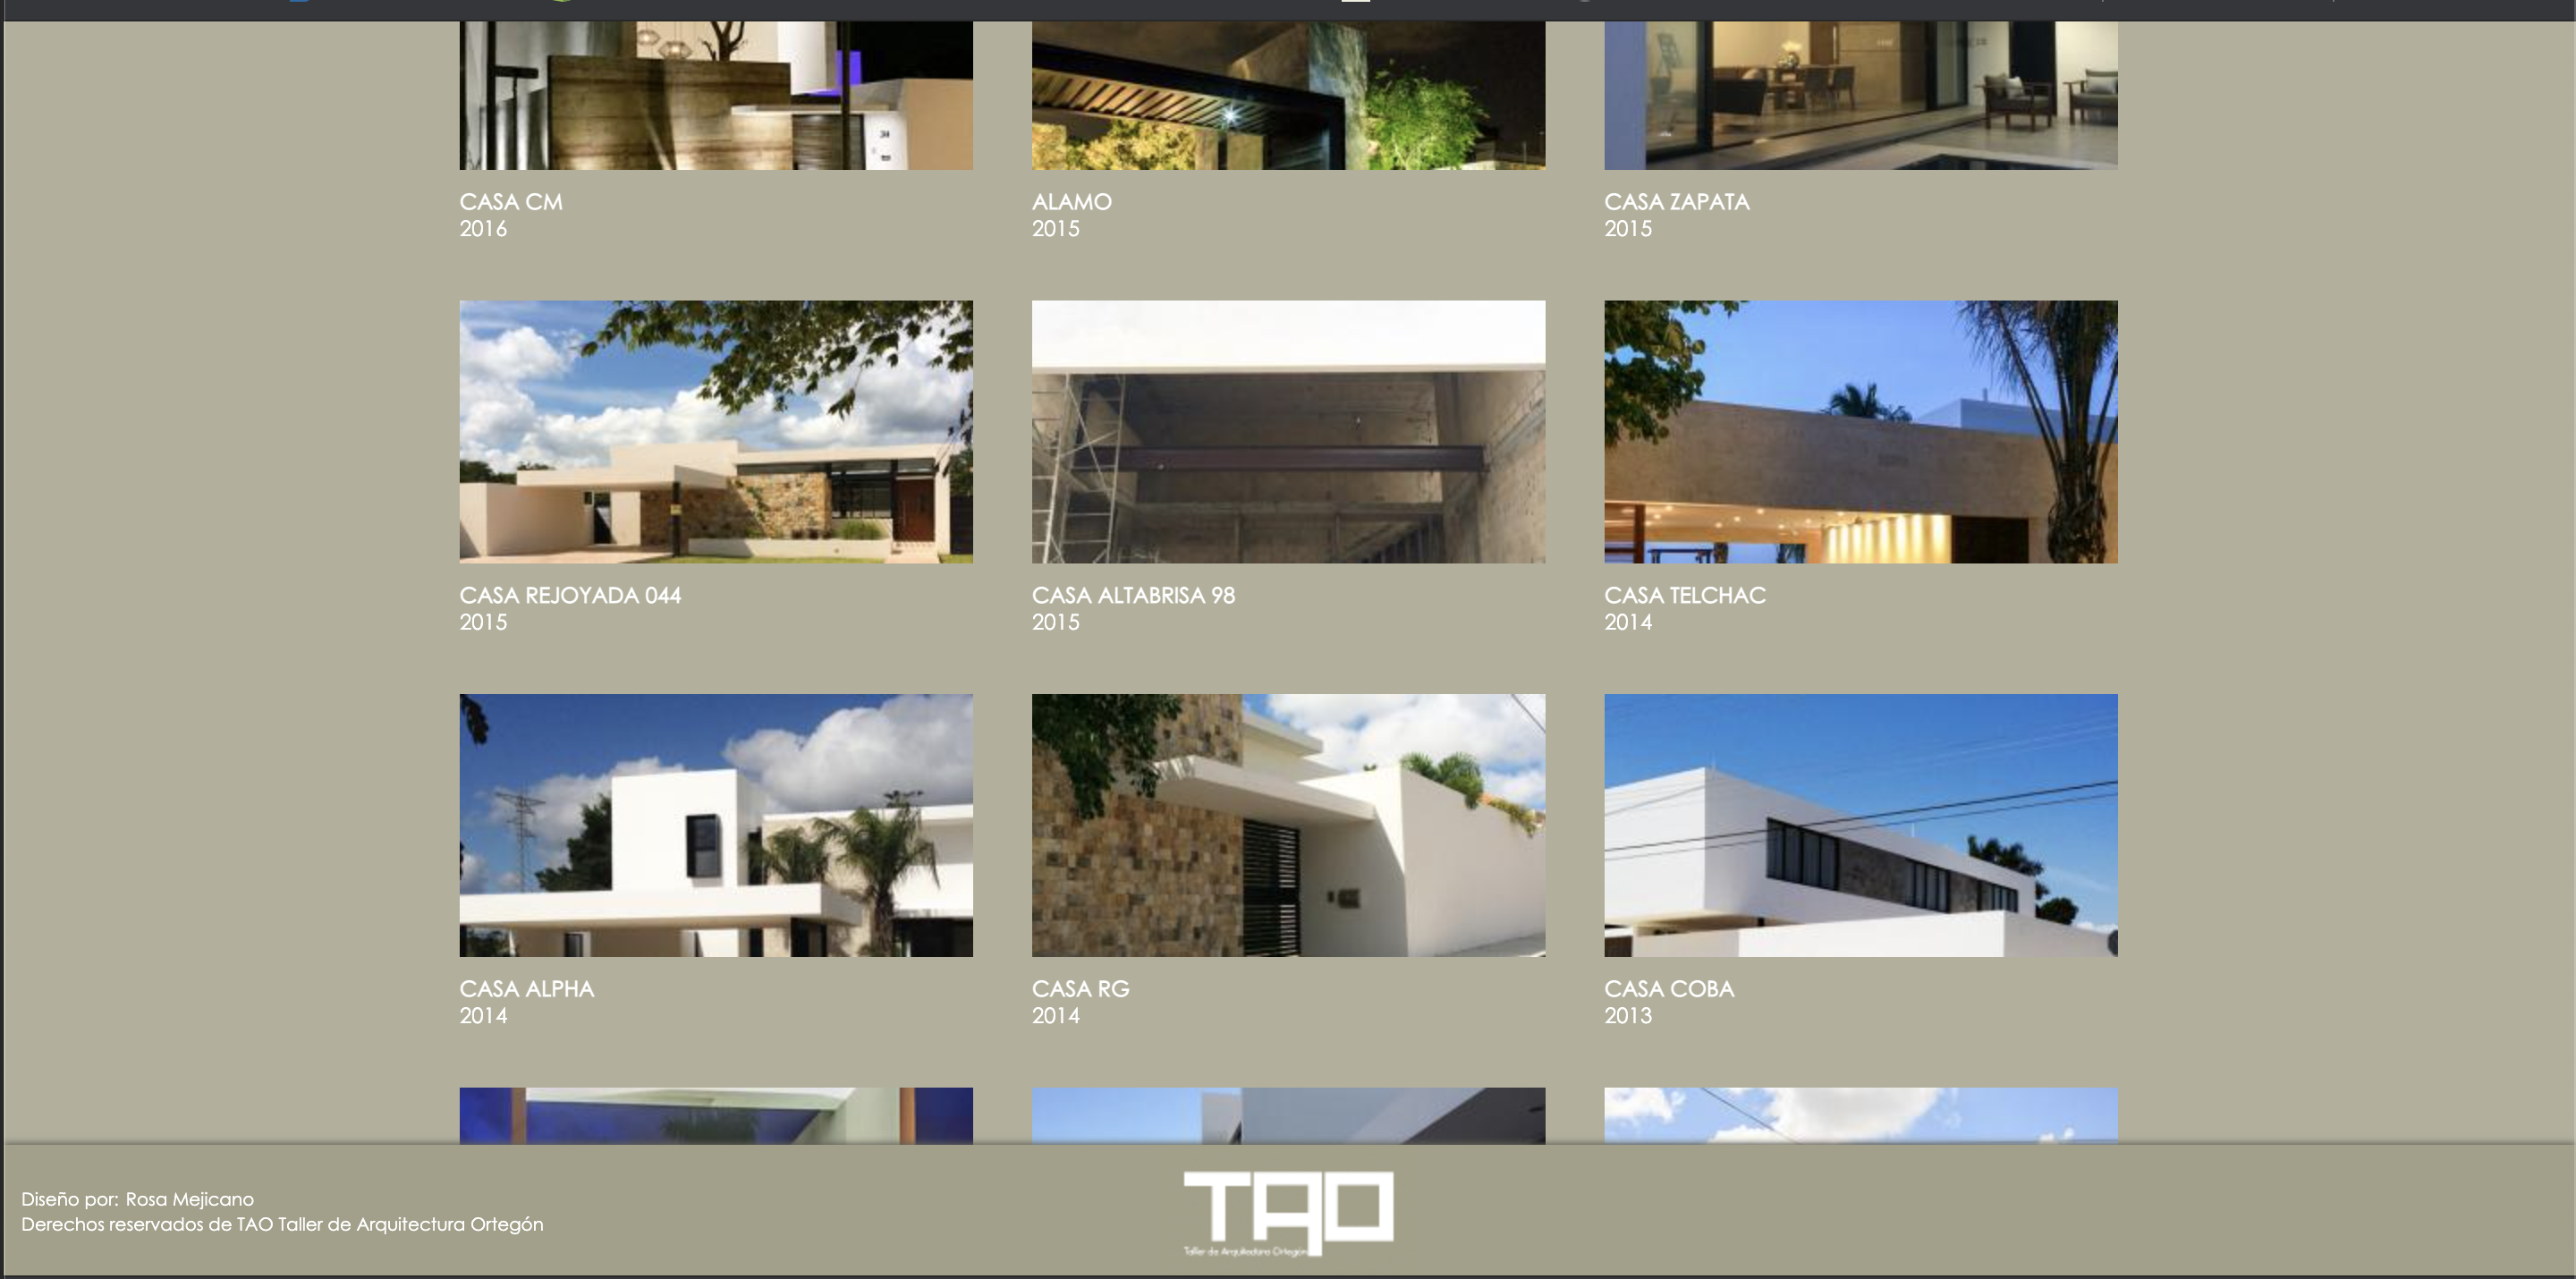 CASA CM
2016
ALAMO
2015
CASA ZAPATA
2015
CASA REJOYADA 044
2015
CASA ALTABRISA 98
2015
CASA TELCHAC
2014
CASA ALPHA
2014
CASA RG
2014
CASA COBA
2013
Diseño por: Rosa Mejicano
Derechos reservados de TAO Taller de Arquitectura Ortegón
TAO
Taller de Arquitectura Ortegón